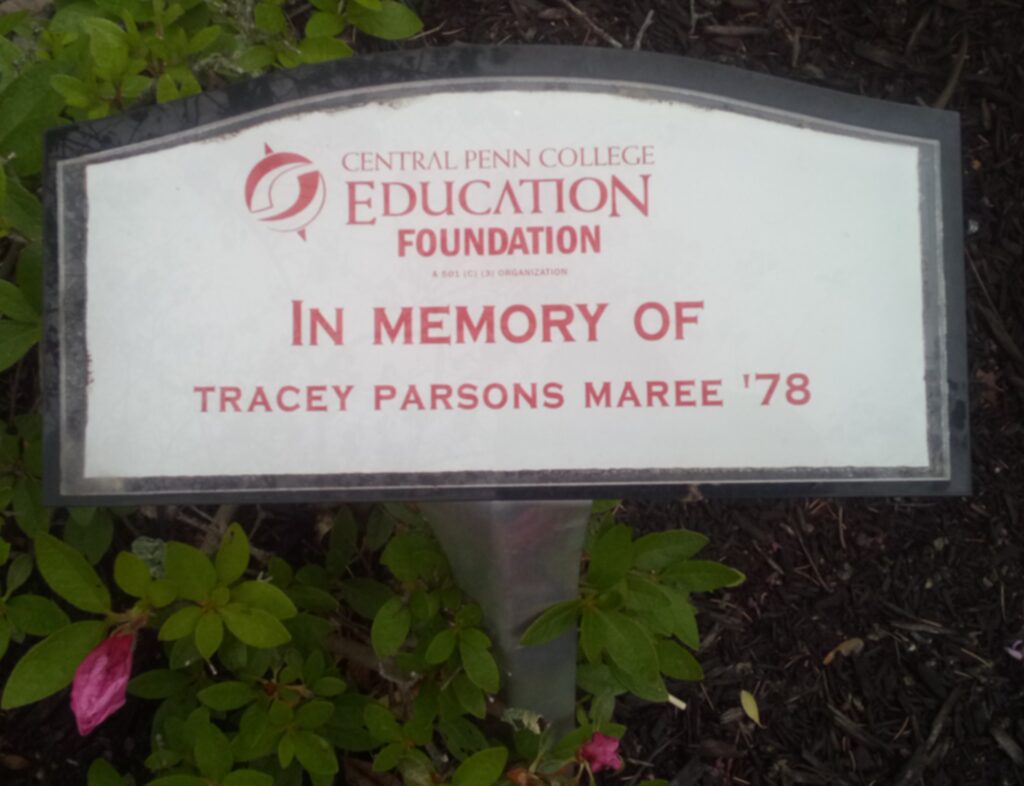 CENTRAL PENN COLLEGE
EDUCATION
FOUNDATION
A 501 (C) (3) ORGANIZATION
IN MEMORY OF
TRACEY PARSONS MAREE '78